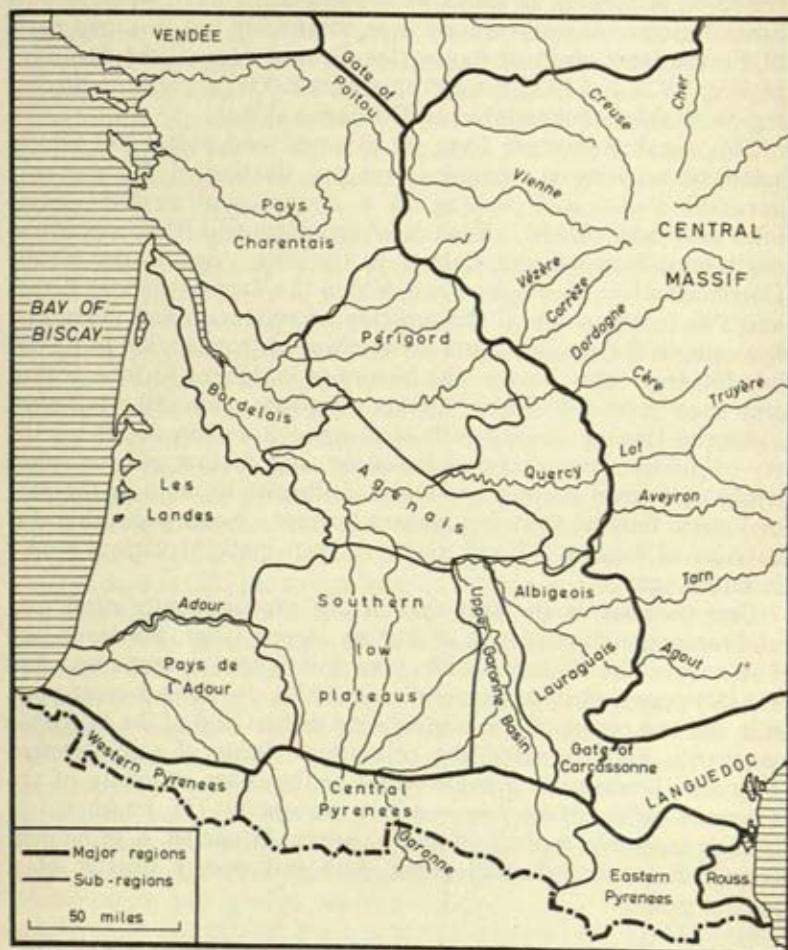 VENDÉE
Gate of
Poitou
Creuse
Cher
Vienne
Pays
Charentais
CENTRAL
MASSIF
Vézère
Corrèze
Dordogne
BAY OF
BISCAY
Périgord
Cère
Truyère
Bordelais
Agenais
Quercy
Lot
Aveyron
Les
Landes
Albigeois
Tarn
Adour
Southern
low
plateaus
Upper
Garonne
Basin
Lauraguais
Agout
Pays de
l'Adour
Gate of
Carcassonne
LANGUEDOC
Western Pyrenees
Central
Pyrenees
Garonne
Eastern
Pyrenees
Rouss.
Major regions
Sub-regions
50 miles